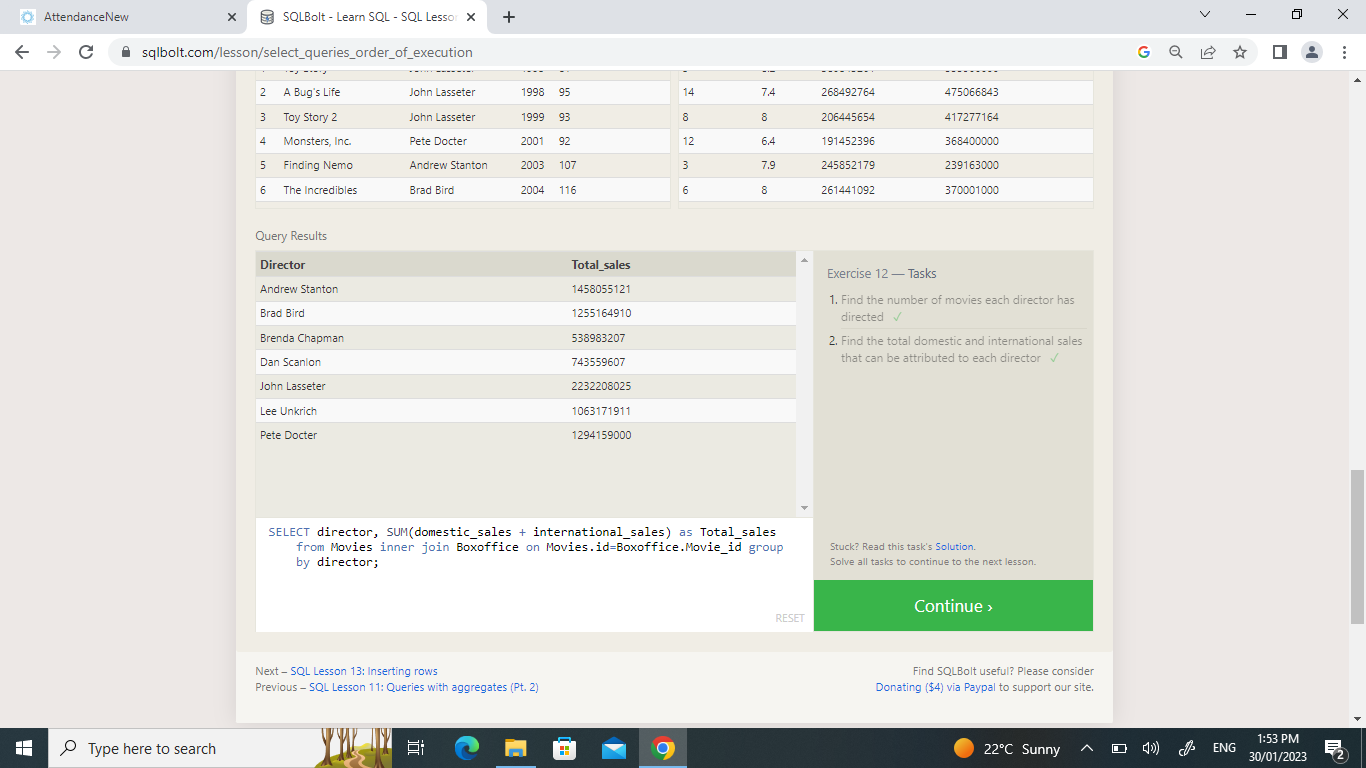 AttendanceNew
SQLBolt - Learn SQL - SQL Lesson
sqlbolt.com/lesson/select_queries_order_of_execution
2 A Bug's Life John Lasseter 1998 95 14 7.4 268492764 475066843
3 Toy Story 2 John Lasseter 1999 93 8 8 206445654 417277164
4 Monsters, Inc. Pete Docter 2001 92 12 6.4 191452396 368400000
5 Finding Nemo Andrew Stanton 2003 107 3 7.9 245852179 239163000
6 The Incredibles Brad Bird 2004 116 6 8 261441092 370001000
Query Results
Director Total_sales
Andrew Stanton 1458055121
Brad Bird 1255164910
Brenda Chapman 538983207
Dan Scanlon 743559607
John Lasseter 2232208025
Lee Unkrich 1063171911
Pete Docter 1294159000
Exercise 12 — Tasks
1. Find the number of movies each director has
directed ✓
2. Find the total domestic and international sales
that can be attributed to each director ✓
SELECT director, SUM(domestic_sales + international_sales) as Total_sales
from Movies inner join Boxoffice on Movies.id=Boxoffice.Movie_id group
by director;
RESET
Stuck? Read this task's Solution.
Solve all tasks to continue to the next lesson.
Continue ›
Next – SQL Lesson 13: Inserting rows
Previous – SQL Lesson 11: Queries with aggregates (Pt. 2)
Find SQLBolt useful? Please consider
Donating ($4) via Paypal to support our site.
Type here to search
22°C Sunny
ENG
1:53 PM
30/01/2023
2